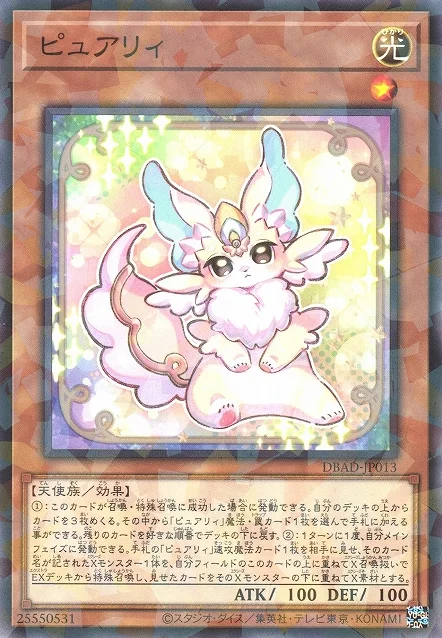 ピュアリィ
光
DBAD-JP013
【天使族/効果】
①:このカードが召喚・特殊召喚に成功した場合に発動できる。自分のデッキの上から
カードを3枚めくる。その中から「ピュアリィ」魔法・罠カード1枚を選んで手札に加える
事ができる。残りのカードを好きな順番でデッキの下に戻す。②:1ターンに1度、自分メイン
フェイズに発動できる。手札の「ピュアリィ」速攻魔法カード1枚を相手に見せ、そのカード
名が記されたXモンスター1体を、自分フィールドのこのカードの上に重ねてX召喚扱いで
EXデッキから特殊召喚し、見せたカードをそのXモンスターの下に重ねてX素材とする。
ATK/ 100 DEF/ 100
25550531
©スタジオ・ダイス/集英社・テレビ東京・KONAMI